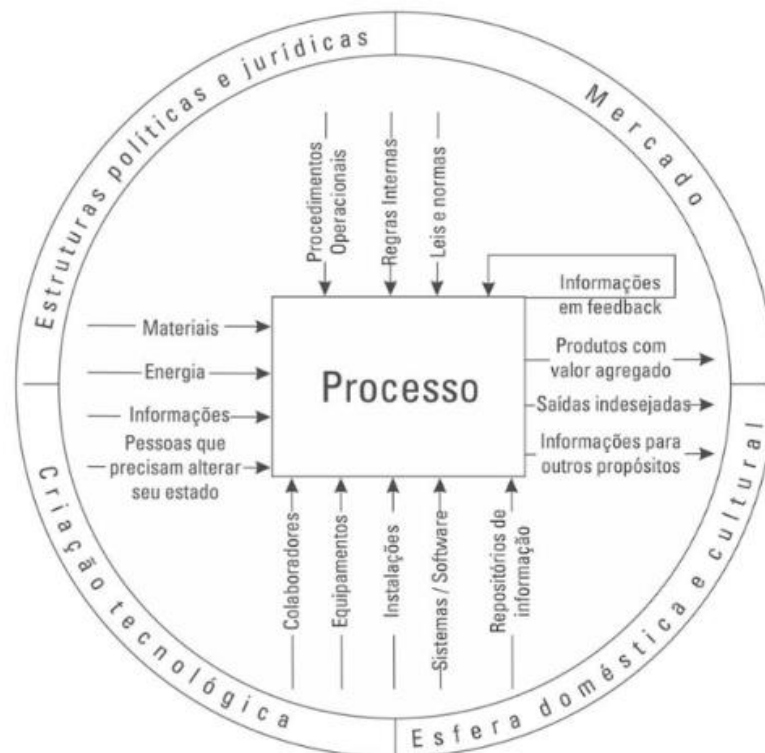 Estruturas políticas e jurídicas
Mercado
Procedimentos
Operacionais
Regras Internas
Leis e normas
Informações
em feedback
Materiais
Energia
Informações
Pessoas que
precisam alterar
seu estado
Processo
Produtos com
valor agregado
Saídas indesejadas
Informações para
outros propósitos
Colaboradores
Equipamentos
Instalações
Sistemas / Software
Repositórios de
informação
Criação tecnológica
Esfera doméstica e cultural